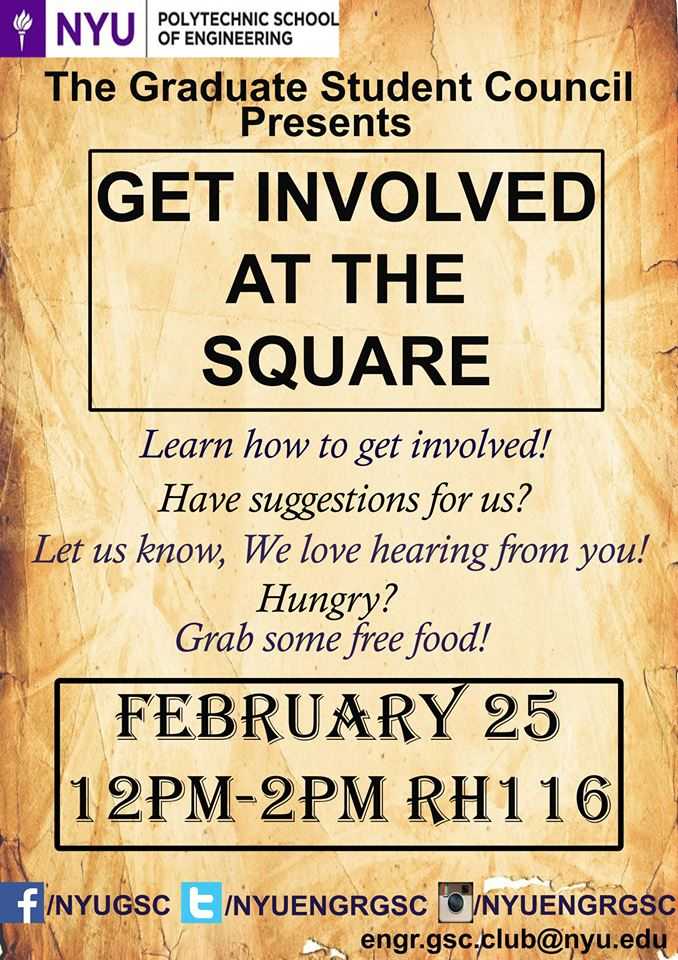 NYU
POLYTECHNIC SCHOOL
OF ENGINEERING
The Graduate Student Council
Presents
GET INVOLVED
AT THE
SQUARE
Learn how to get involved!
Have suggestions for us?
Let us know, We love hearing from you!
Hungry?
Grab some free food!
FEBRUARY 25
12PM-2PM RH116
f /NYUGSC t /NYUENGRGSC /NYUENGRGSC
engr.gsc.club@nyu.edu